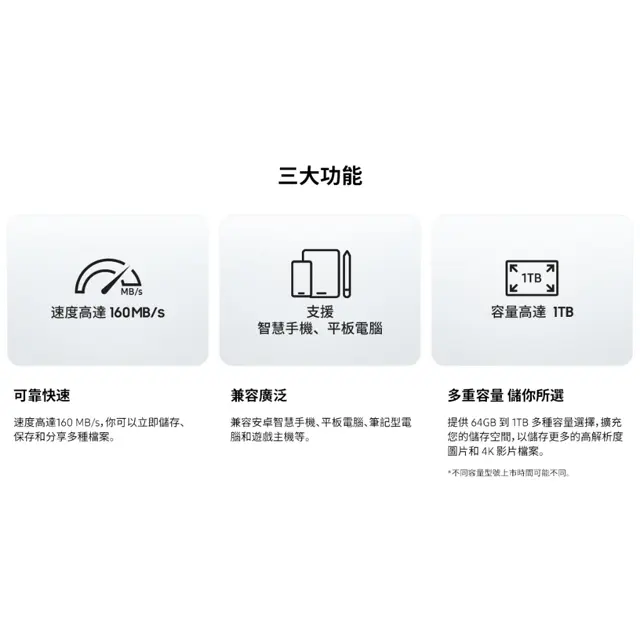 三大功能
MB/s
速度高達 160MB/s
支援
智慧手機、平板電腦
1TB
容量高達 1TB
可靠快速
速度高達160 MB/s,你可以立即儲存、
保存和分享多種檔案。
兼容廣泛
兼容安卓智慧手機、平板電腦、筆記型電
腦和遊戲主機等。
多重容量 儲你所選
提供 64GB 到 1TB 多種容量選擇,擴充
您的儲存空間,以儲存更多的高解析度
圖片和 4K 影片檔案。
*不同容量型號上市時間可能不同。